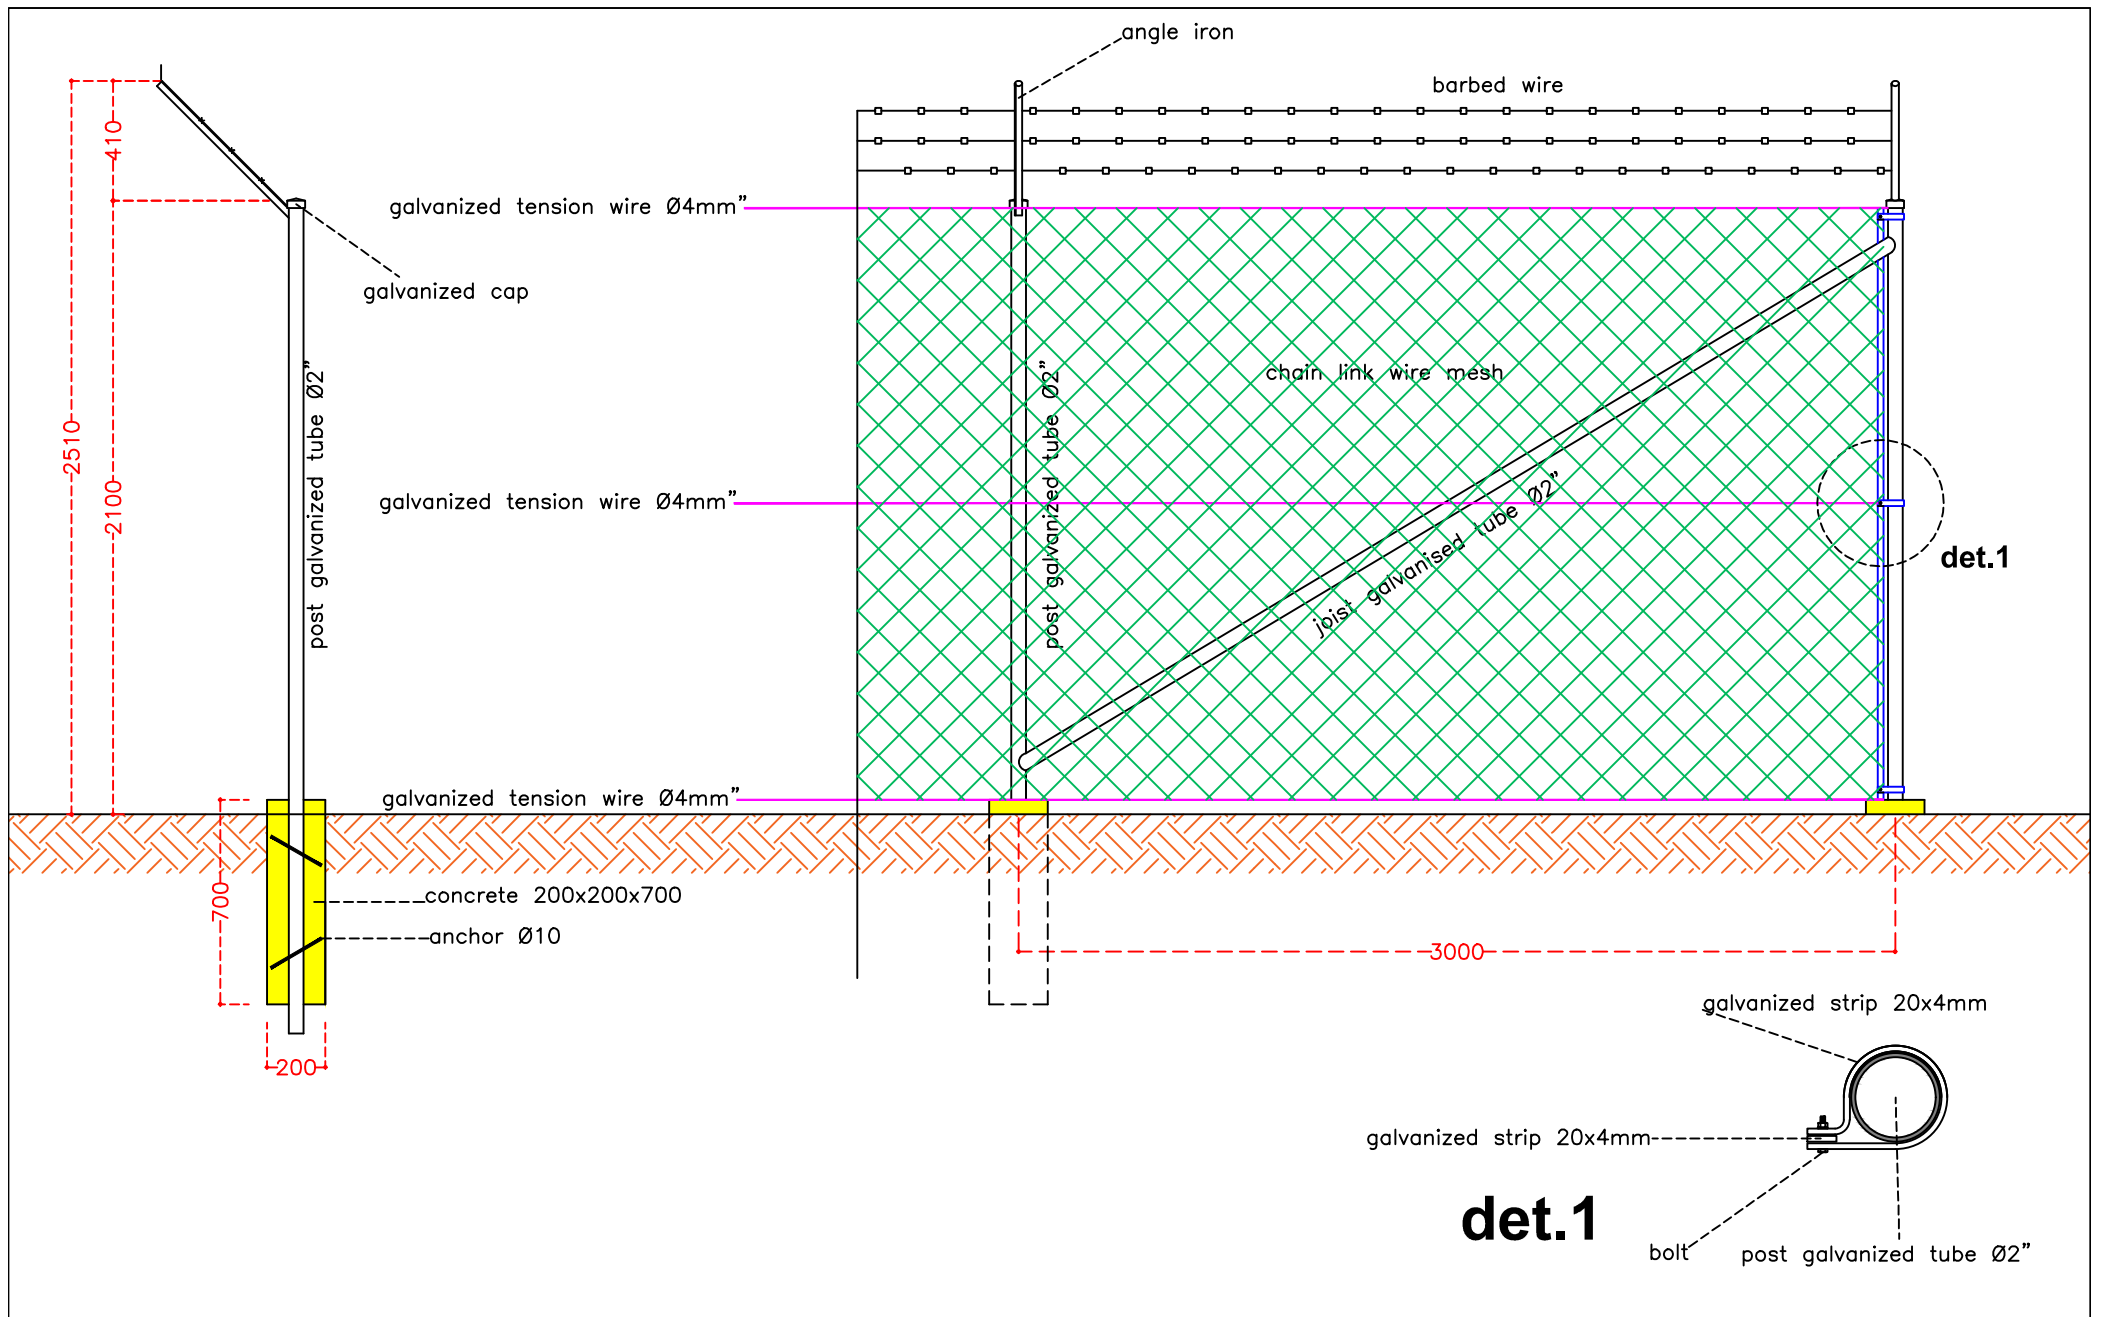 angle iron
barbed wire
410
galvanized tension wire Ø4mm"
galvanized cap
post galvanized tube Ø2"
2510
2100
chain link wire mesh
post galvanized tube Ø2"
galvanized tension wire Ø4mm"
joist galvanised tube Ø2"
det.1
galvanized tension wire Ø4mm"
700
concrete 200x200x700
anchor Ø10
3000
200
galvanized strip 20x4mm
galvanized strip 20x4mm
det.1
bolt
post galvanized tube Ø2"